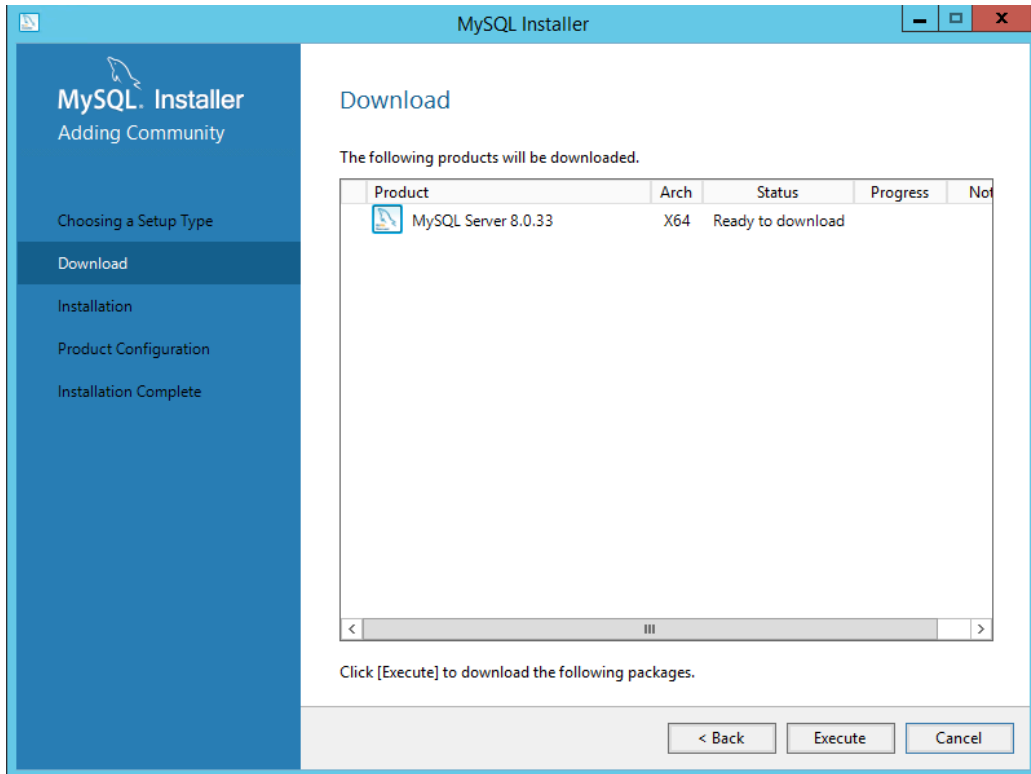 MySQL Installer
MySQL. Installer
Adding Community
Choosing a Setup Type
Download
Installation
Product Configuration
Installation Complete
Download
The following products will be downloaded.
Product Arch Status Progress Not
MySQL Server 8.0.33 X64 Ready to download
Click [Execute] to download the following packages.
< Back Execute Cancel